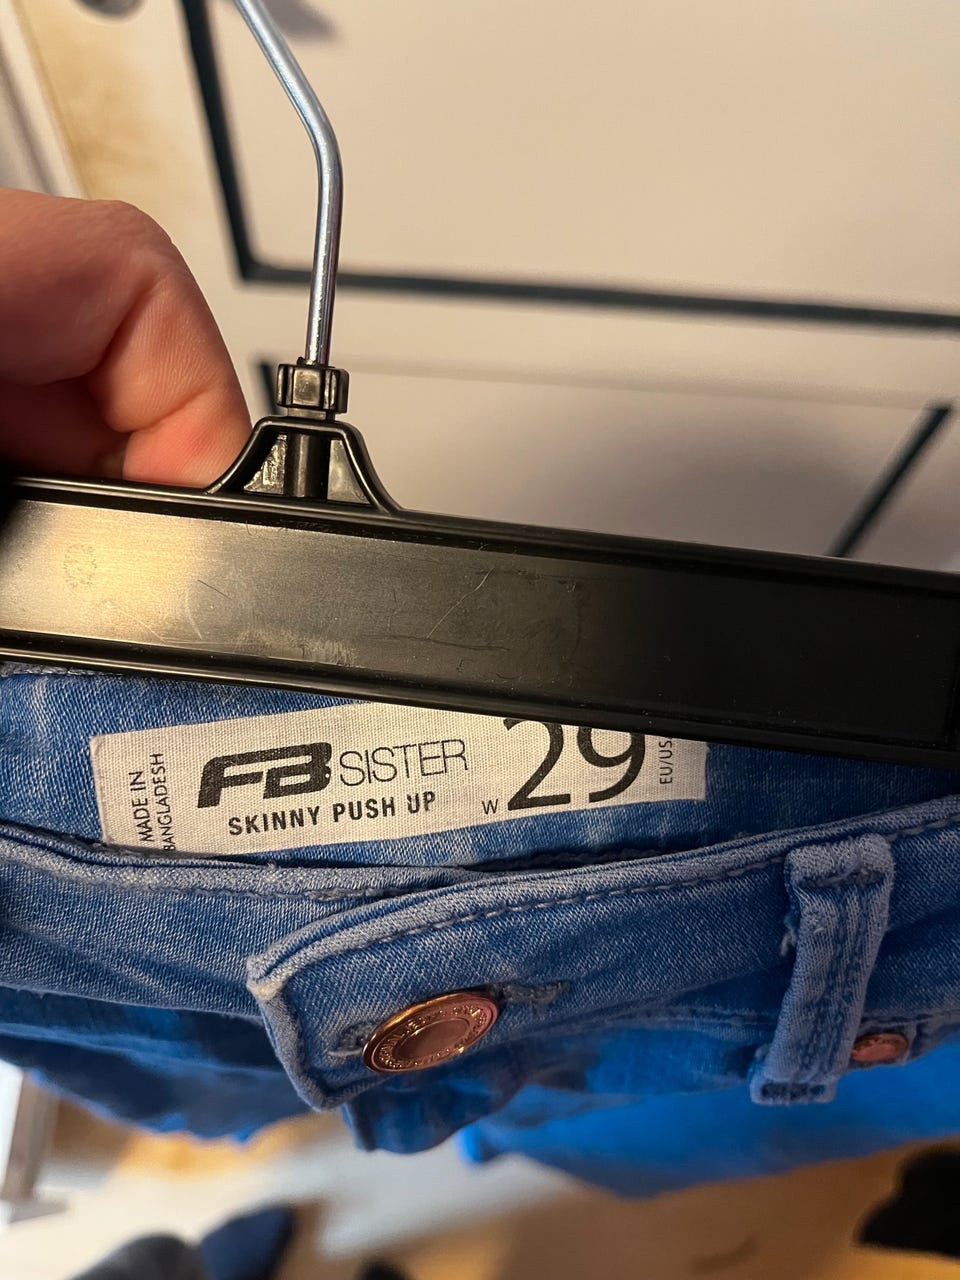 MADE IN
BANGLADESH
FB SISTER
SKINNY PUSH UP
W 29
EU/US